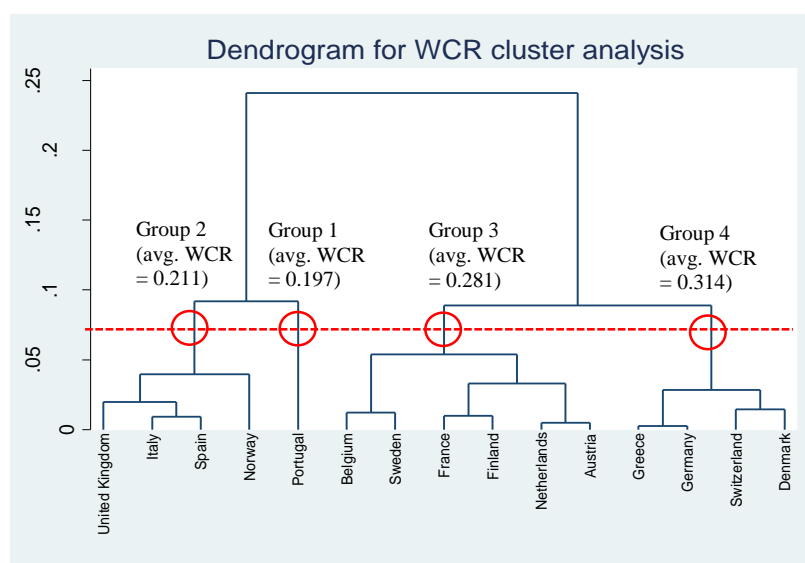 Dendrogram for WCR cluster analysis
.25
.2
.15
.1
.05
0
Group 2
(avg. WCR
= 0.211)
Group 1
(avg. WCR
= 0.197)
Group 3
(avg. WCR
= 0.281)
Group 4
(avg. WCR
= 0.314)
United Kingdom
Italy
Spain
Norway
Portugal
Belgium
Sweden
France
Finland
Netherlands
Austria
Greece
Germany
Switzerland
Denmark